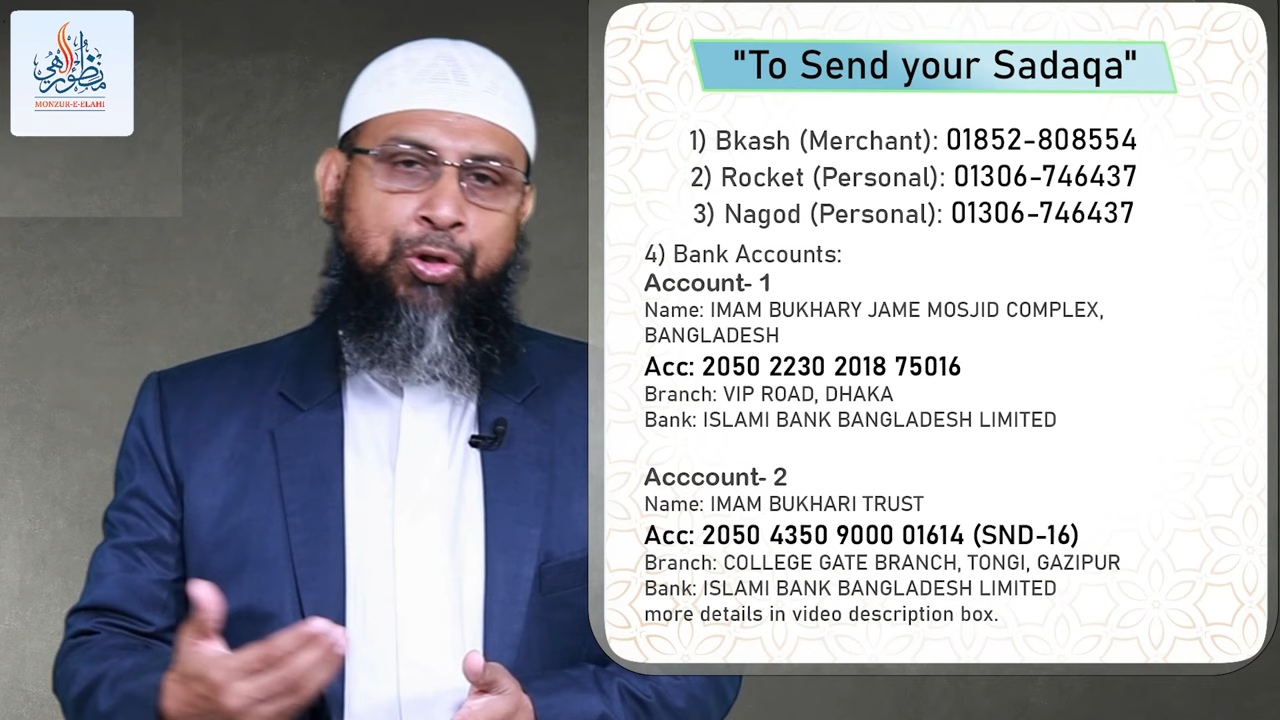 منظور إلهي
MONZUR-E-ELAHI
"To Send your Sadaqa"
1) Bkash (Merchant): 01852-808554
2) Rocket (Personal): 01306-746437
3) Nagod (Personal): 01306-746437
4) Bank Accounts:
Account- 1
Name: IMAM BUKHARY JAME MOSJID COMPLEX,
BANGLADESH
Acc: 2050 2230 2018 75016
Branch: VIP ROAD, DHAKA
Bank: ISLAMI BANK BANGLADESH LIMITED
Acccount- 2
Name: IMAM BUKHARI TRUST
Acc: 2050 4350 9000 01614 (SND-16)
Branch: COLLEGE GATE BRANCH, TONGI, GAZIPUR
Bank: ISLAMI BANK BANGLADESH LIMITED
more details in video description box.